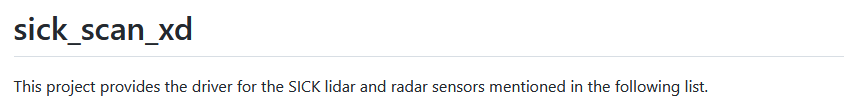 sick_scan_xd
This project provides the driver for the SICK lidar and radar sensors mentioned in the following list.